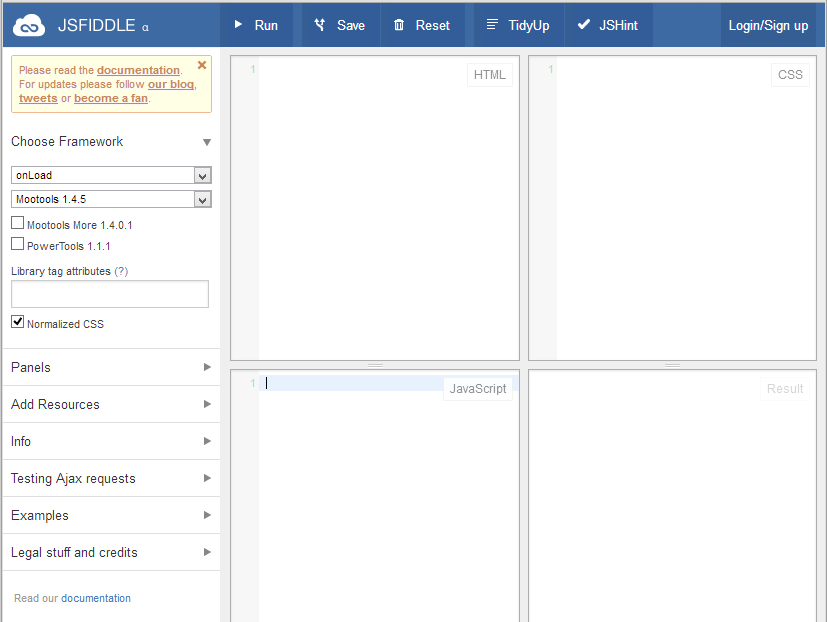 JSFIDDLE α
Run
Save
Reset
TidyUp
JSHint
Login/Sign up
Please read the documentation.
For updates please follow our blog,
tweets or become a fan.
Choose Framework
onLoad
Mootools 1.4.5
Mootools More 1.4.0.1
PowerTools 1.1.1
Library tag attributes (?)
Normalized CSS
Panels
Add Resources
Info
Testing Ajax requests
Examples
Legal stuff and credits
Read our documentation
1
HTML
1
CSS
1
JavaScript
Result